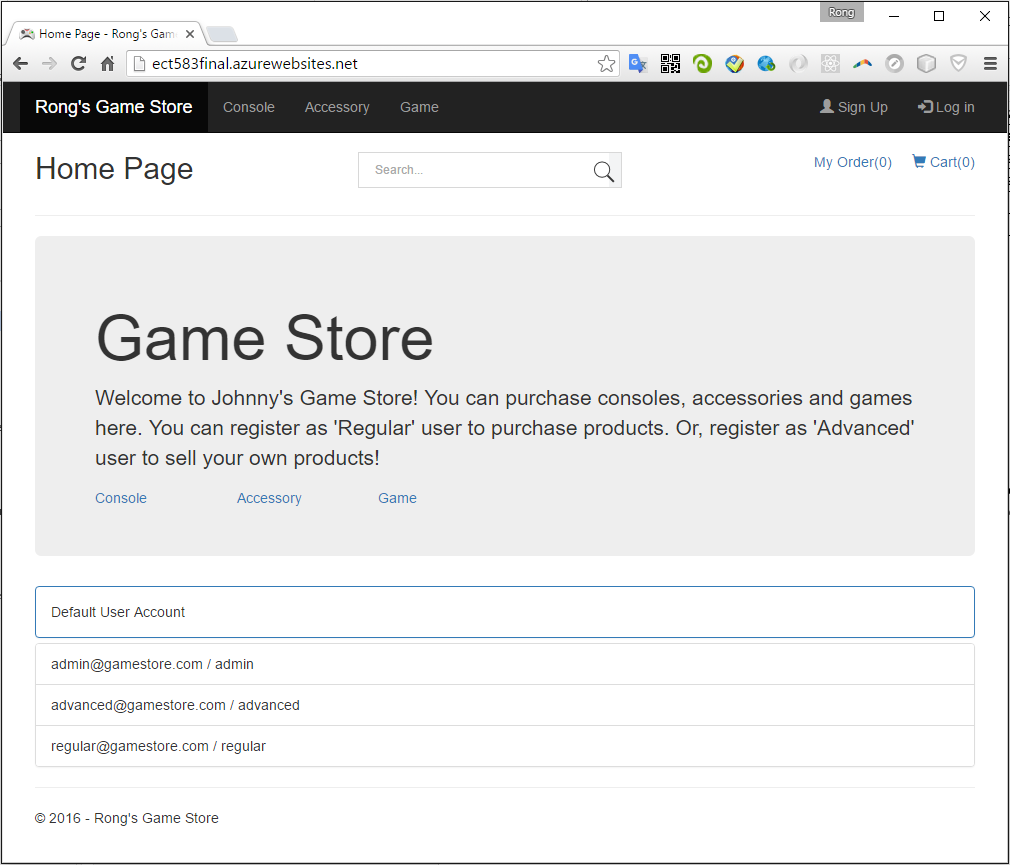 Rong
Home Page - Rong's Gam
ect583final.azurewebsites.net
Rong's Game Store Console Accessory Game Sign Up Log in
Home Page Search... My Order(0) Cart(0)
Game Store
Welcome to Johnny's Game Store! You can purchase consoles, accessories and games
here. You can register as 'Regular' user to purchase products. Or, register as 'Advanced'
user to sell your own products!
Console Accessory Game
Default User Account
admin@gamestore.com / admin
advanced@gamestore.com / advanced
regular@gamestore.com / regular
© 2016 - Rong's Game Store